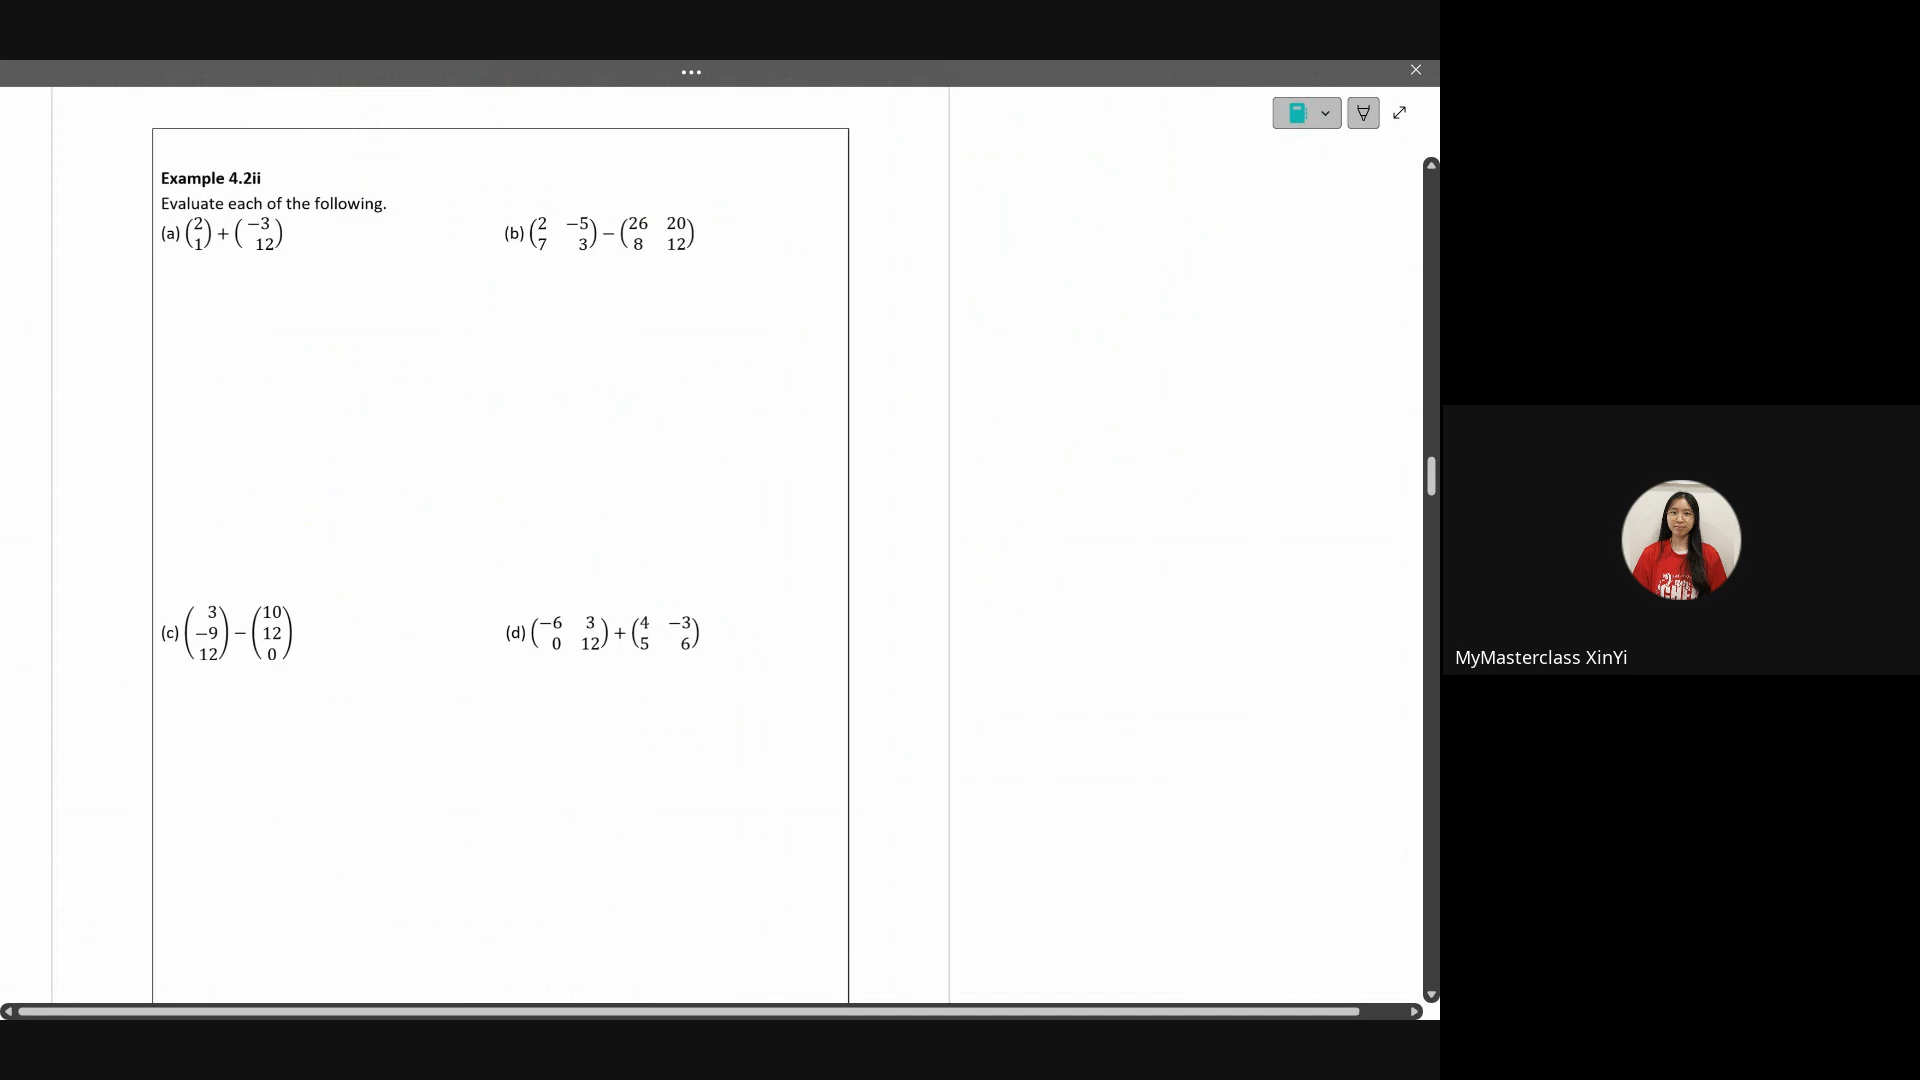 Example 4.2ii
Evaluate each of the following.
(a) (2 1) + (−3 12)
(b) (2 −5 7 3) − (26 20 8 12)
(c) (3 −9 12) − (10 12 0)
(d) (−6 3 0 12) + (4 −3 5 6)
MyMasterclass XinYi